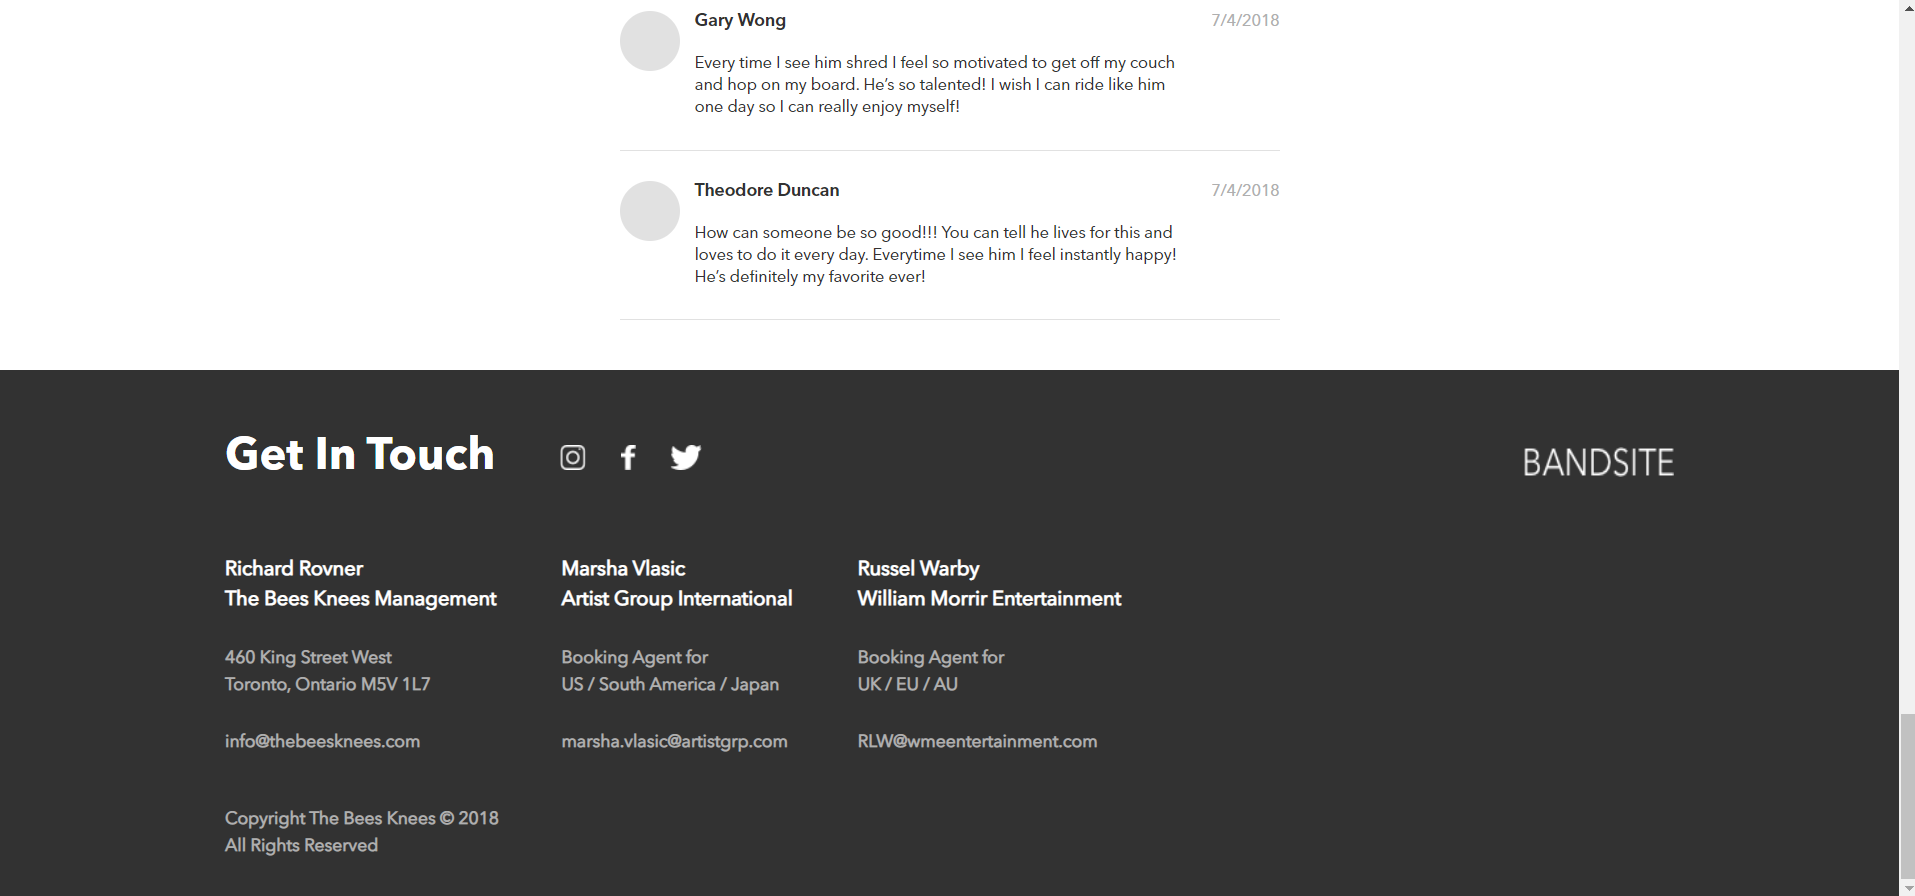 Gary Wong
7/4/2018
Every time I see him shred I feel so motivated to get off my couch
and hop on my board. He’s so talented! I wish I can ride like him
one day so I can really enjoy myself!
Theodore Duncan
7/4/2018
How can someone be so good!!! You can tell he lives for this and
loves to do it every day. Everytime I see him I feel instantly happy!
He’s definitely my favorite ever!
Get In Touch
BANDSITE
Richard Rovner
The Bees Knees Management
460 King Street West
Toronto, Ontario M5V 1L7
info@thebeesknees.com
Marsha Vlasic
Artist Group International
Booking Agent for
US / South America / Japan
marsha.vlasic@artistgrp.com
Russel Warby
William Morrir Entertainment
Booking Agent for
UK / EU / AU
RLW@wmeentertainment.com
Copyright The Bees Knees © 2018
All Rights Reserved